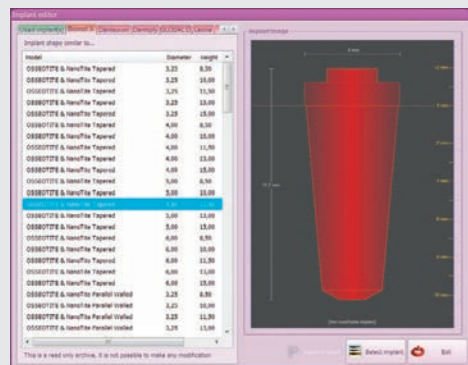 Implant editor
Used implant(s) Biomet 3i Dentaurum Dentsply GLIDACO Leone
Implant shape similar to...
Model Diameter Height
OSSEOTITE & NanoTite Tapered 3,25 8,50
OSSEOTITE & NanoTite Tapered 3,25 10,00
OSSEOTITE & NanoTite Tapered 3,25 11,50
OSSEOTITE & NanoTite Tapered 3,25 13,00
OSSEOTITE & NanoTite Tapered 3,25 15,00
OSSEOTITE & NanoTite Tapered 4,00 8,50
OSSEOTITE & NanoTite Tapered 4,00 10,00
OSSEOTITE & NanoTite Tapered 4,00 11,50
OSSEOTITE & NanoTite Tapered 4,00 13,00
OSSEOTITE & NanoTite Tapered 4,00 15,00
OSSEOTITE & NanoTite Tapered 5,00 8,50
OSSEOTITE & NanoTite Tapered 5,00 10,00
OSSEOTITE & NanoTite Tapered
OSSEOTITE & NanoTite Tapered 5,00 13,00
OSSEOTITE & NanoTite Tapered 5,00 15,00
OSSEOTITE & NanoTite Tapered 6,00 8,50
OSSEOTITE & NanoTite Tapered 6,00 10,00
OSSEOTITE & NanoTite Tapered 6,00 11,50
OSSEOTITE & NanoTite Tapered 6,00 13,00
OSSEOTITE & NanoTite Tapered 6,00 15,00
OSSEOTITE & NanoTite Parallel Walled 3,25 8,50
OSSEOTITE & NanoTite Parallel Walled 3,25 10,00
OSSEOTITE & NanoTite Parallel Walled 3,25 11,50
OSSEOTITE & NanoTite Parallel Walled 3,25 13,00
This is a read only archive, it is not possible to make any modification
Implant image
Select implant
Exit